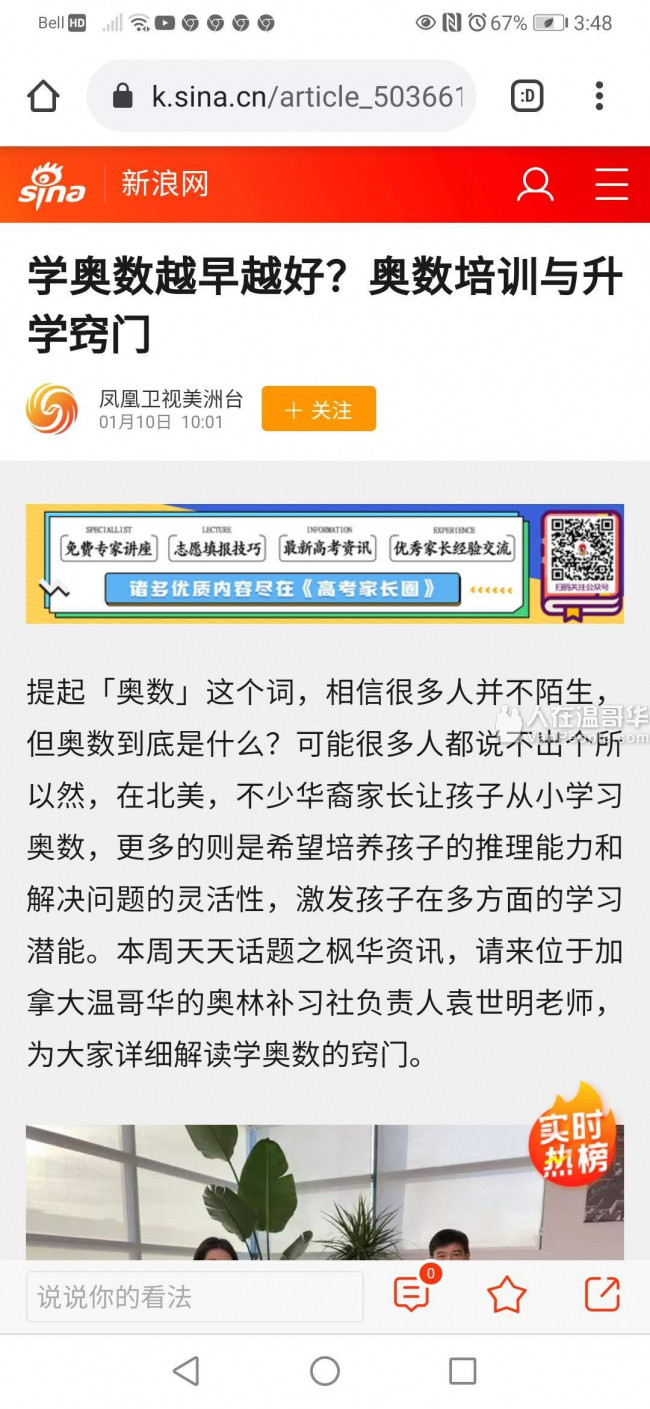 Bell HD 67% 3:48
k.sina.cn/article_503661
:D
sina 新浪网
学奥数越早越好？奥数培训与升
学窍门
凤凰卫视美洲台
01月10日 10:01
＋ 关注
SPECIALLIST LECTURE INFORMATION EXPERIENCE
免费专家讲座 志愿填报技巧 最新高考资讯 优秀家长经验交流
诸多优质内容尽在《高考家长圈》
扫码关注公众号
提起「奥数」这个词，相信很多人并不陌生，
人在温哥华
但奥数到底是什么？可能很多人都说不出个所
VanPeople.com
以然，在北美，不少华裔家长让孩子从小学习
奥数，更多的则是希望培养孩子的推理能力和
解决问题的灵活性，激发孩子在多方面的学习
潜能。本周天天话题之枫华资讯，请来位于加
拿大温哥华的奥林补习社负责人袁世明老师，
为大家详细解读学奥数的窍门。
实时
热榜
说说你的看法
0